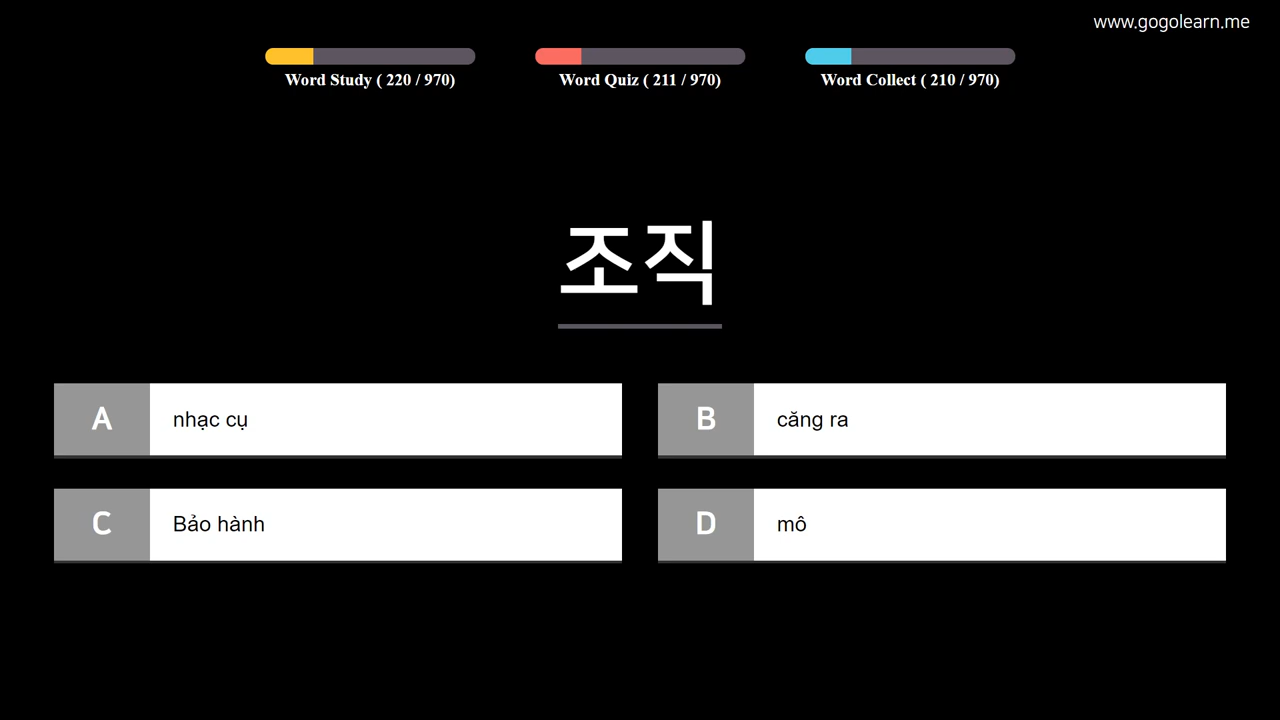 www.gogolearn.me
Word Study ( 220 / 970)
Word Quiz ( 211 / 970)
Word Collect ( 210 / 970)
조직
A nhạc cụ
B căng ra
C Bảo hành
D mô